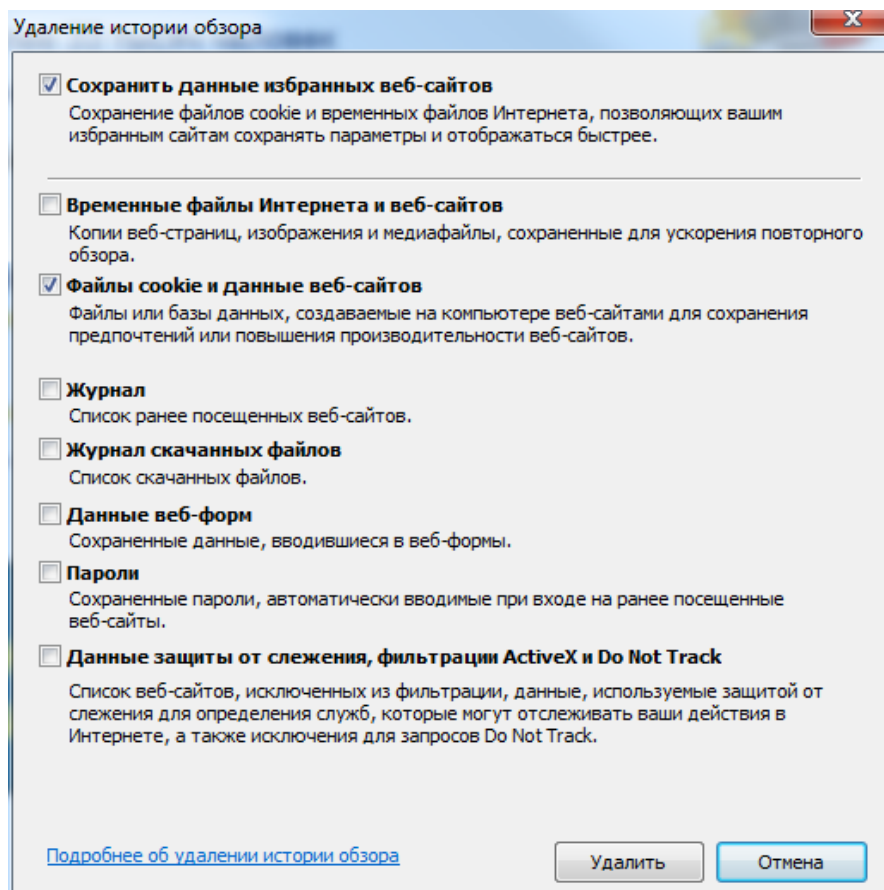 Удаление истории обзора
Сохранить данные избранных веб-сайтов
Сохранение файлов cookie и временных файлов Интернета, позволяющих вашим
избранным сайтам сохранять параметры и отображаться быстрее.
Временные файлы Интернета и веб-сайтов
Копии веб-страниц, изображения и медиафайлы, сохраненные для ускорения повторного
обзора.
Файлы cookie и данные веб-сайтов
Файлы или базы данных, создаваемые на компьютере веб-сайтами для сохранения
предпочтений или повышения производительности веб-сайтов.
Журнал
Список ранее посещенных веб-сайтов.
Журнал скачанных файлов
Список скачанных файлов.
Данные веб-форм
Сохраненные данные, вводившиеся в веб-формы.
Пароли
Сохраненные пароли, автоматически вводимые при входе на ранее посещенные
веб-сайты.
Данные защиты от слежения, фильтрации ActiveX и Do Not Track
Список веб-сайтов, исключенных из фильтрации, данные, используемые защитой от
слежения для определения служб, которые могут отслеживать ваши действия в
Интернете, а также исключения для запросов Do Not Track.
Подробнее об удалении истории обзора
Удалить
Отмена